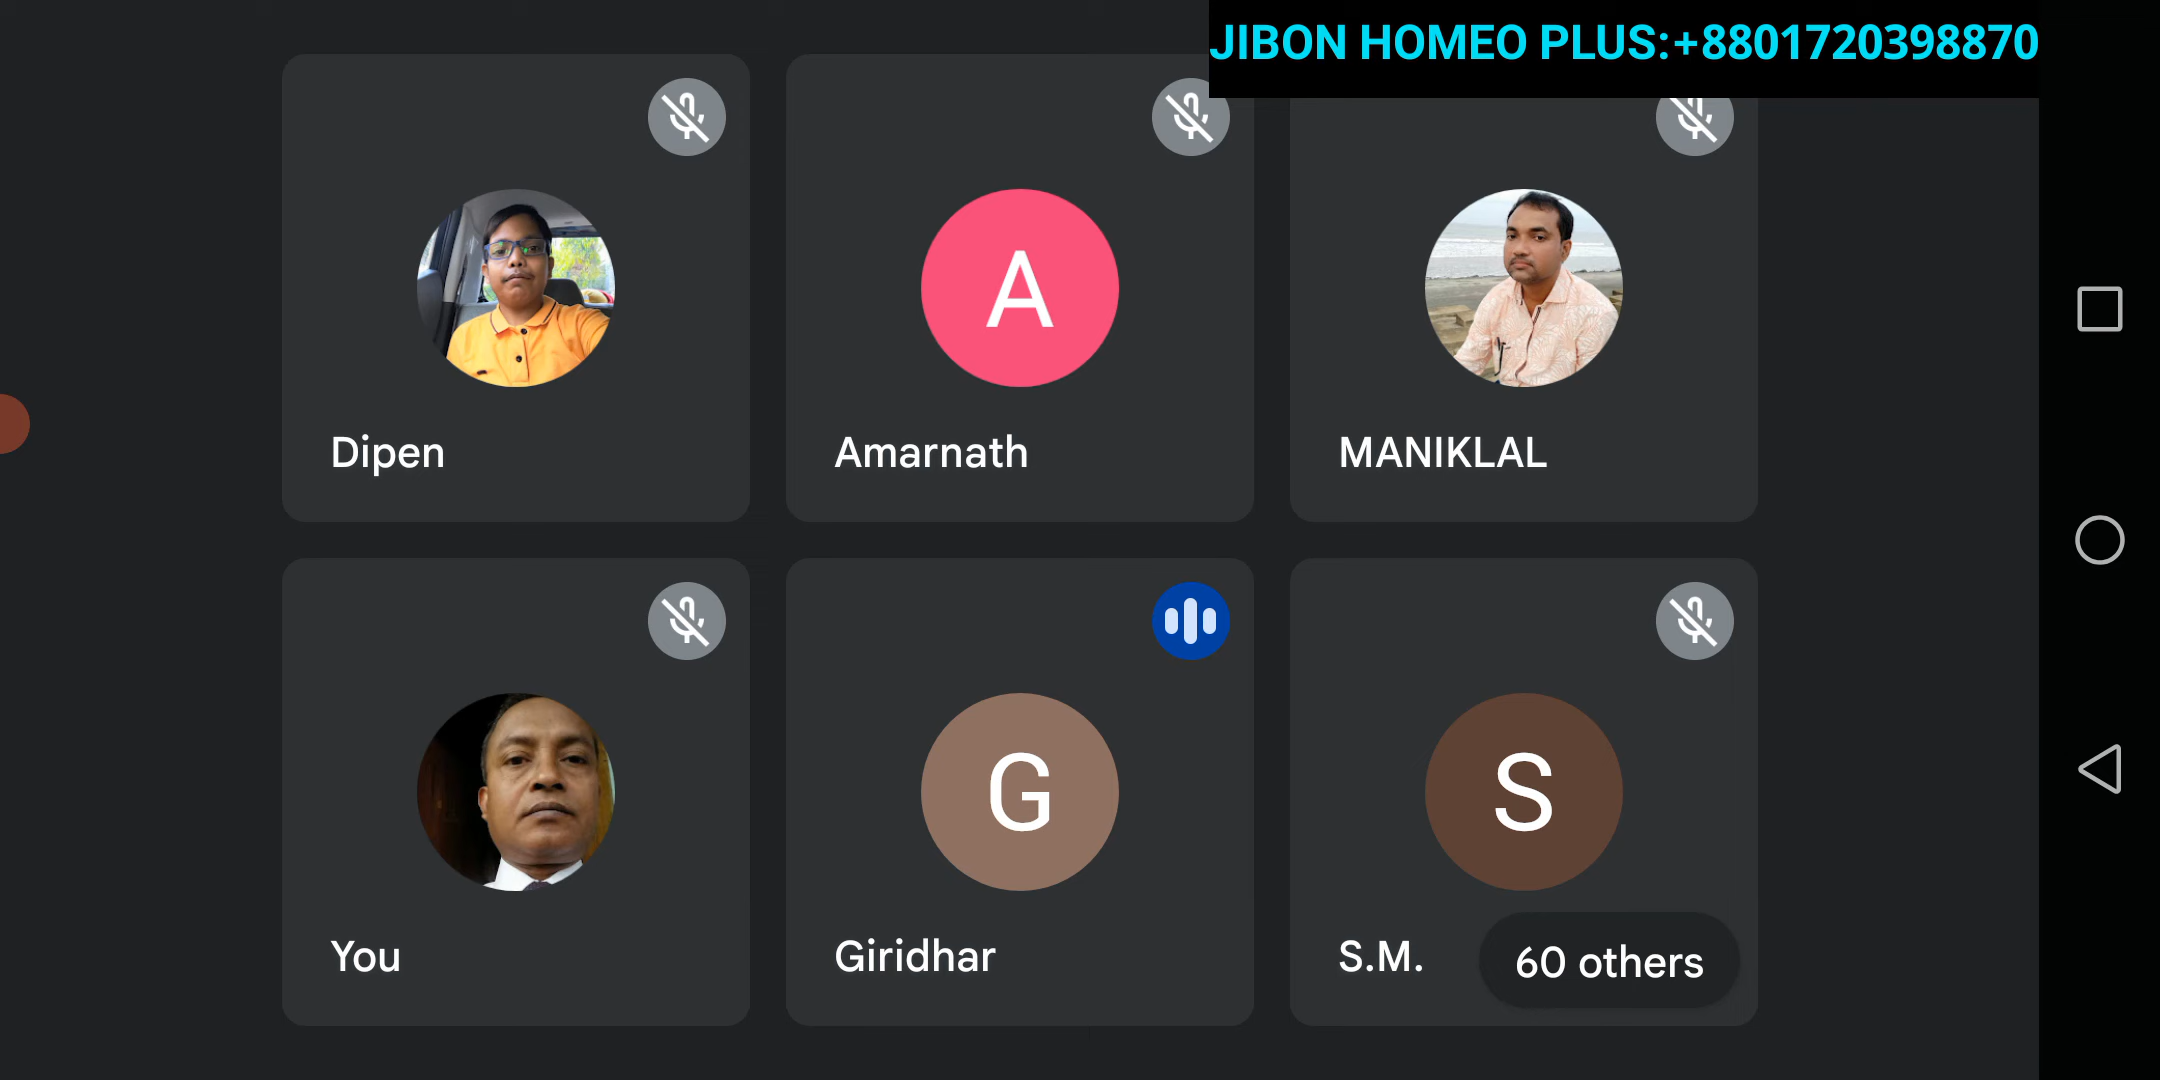 JIBON HOMEO PLUS:+8801720398870
A
Dipen
Amarnath
MANIKLAL
G
S
You
Giridhar
S.M.
60 others